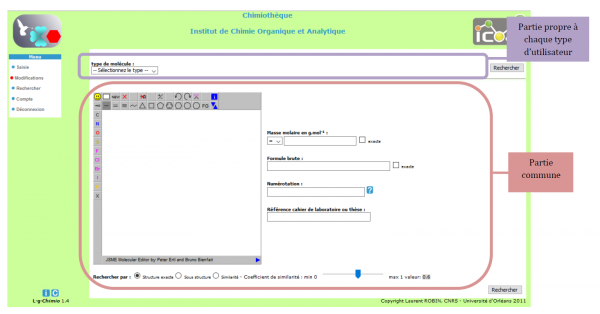 Chimiothèque
Institut de Chimie Organique et Analytique
Partie propre à
chaque type
d'utilisateur
Menu
Saisie
Modifications
Rechercher
Compte
Déconnexion
type de molécule :
-- Sélectionnez le type --
Rechercher
NEW
FG
C
N
O
Masse molaire en g.mol⁻¹ :
=
exacte
Formule brute :
exacte
Numérotation :
?
Référence cahier de laboratoire ou thèse :
Partie
commune
JSME Molecular Editor by Peter Ertl and Bruno Bienfait
Rechercher par : Structure exacte Sous structure Similarité - Coefficient de similarité : min 0 max 1 valeur: 0.6
Rechercher
L-g-Chimio 1.4
Copyright Laurent ROBIN, CNRS - Université d'Orléans 2011